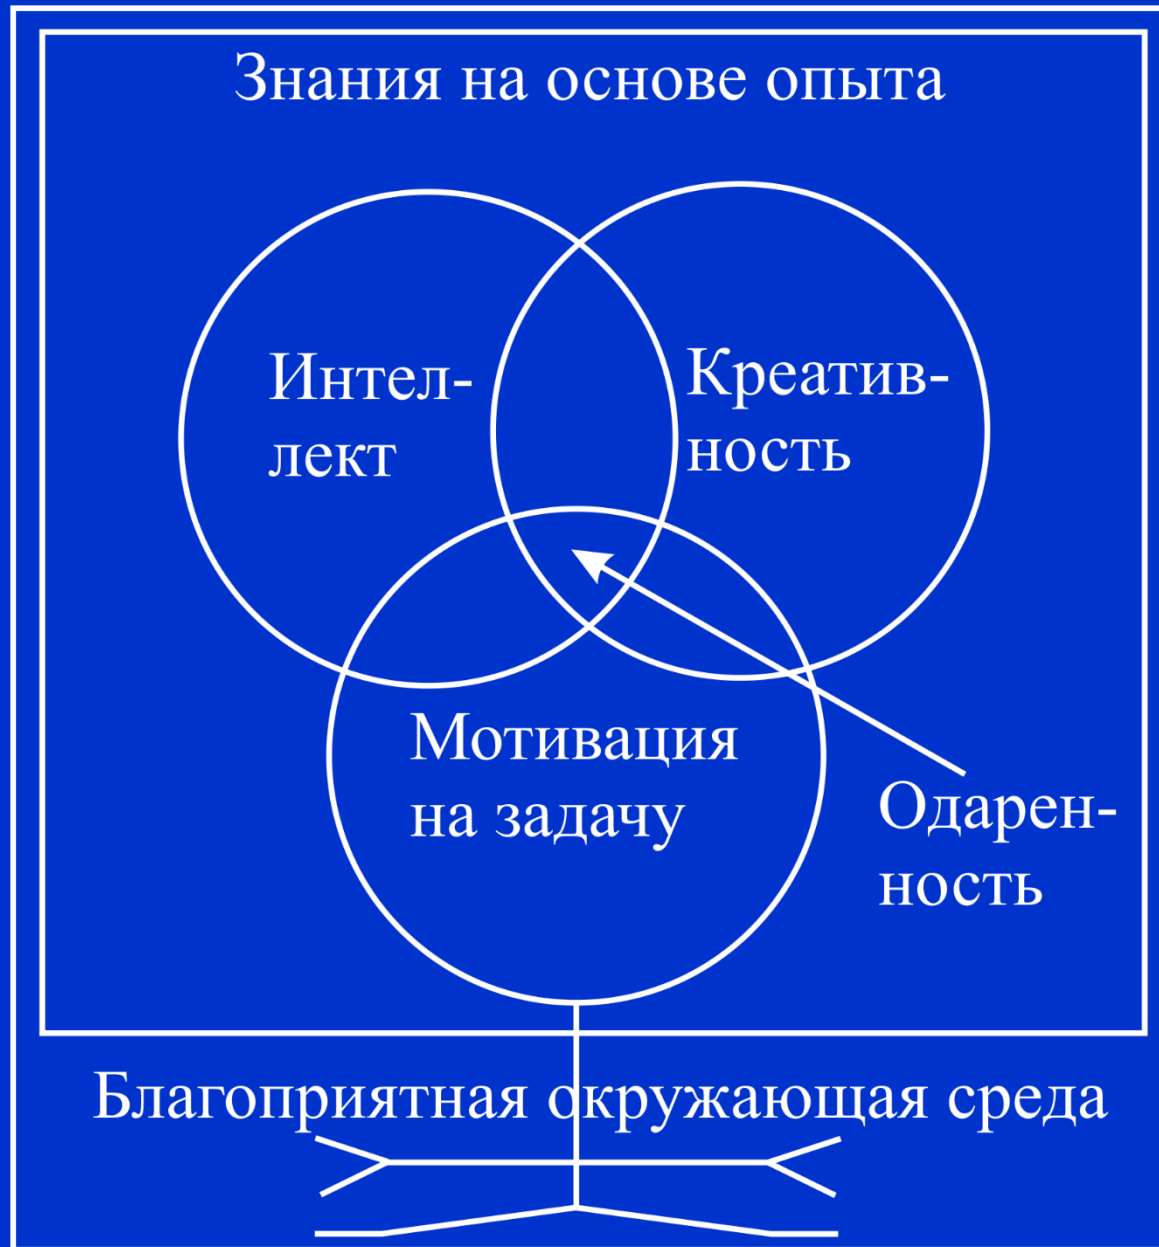 Знания на основе опыта
Интел-
лект
Креатив-
ность
Мотивация
на задачу
Одарен-
ность
Благоприятная окружающая среда